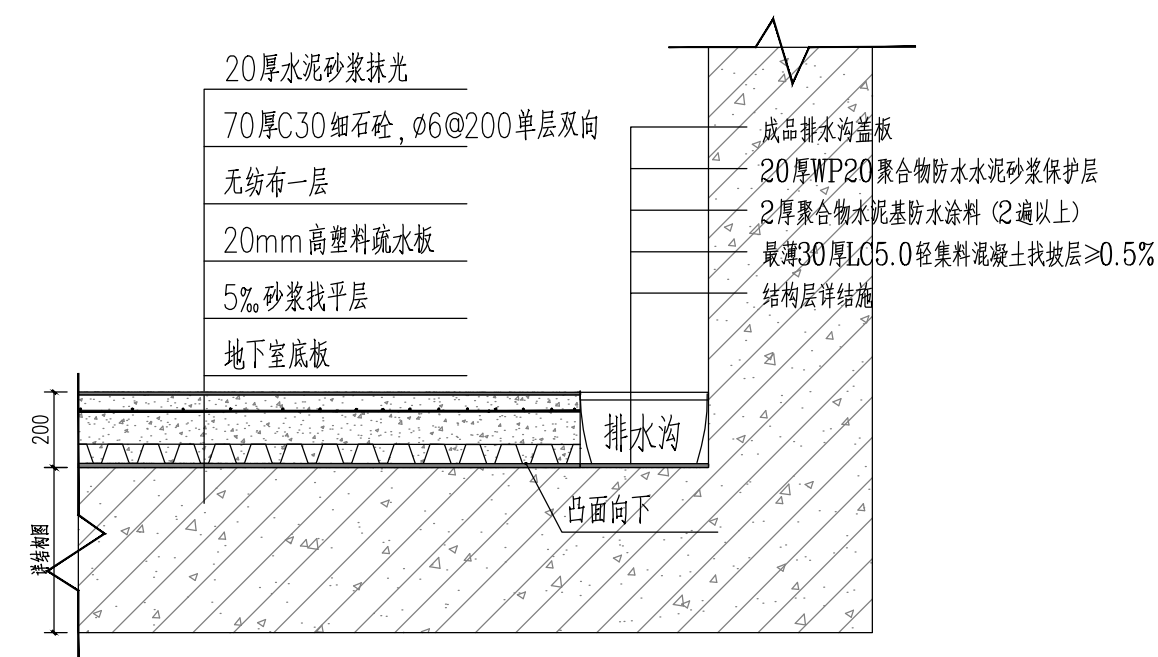 20厚水泥砂浆抹光
70厚C30细石砼,Ø6@200单层双向
无纺布一层
20mm高塑料疏水板
5‰砂浆找平层
地下室底板
成品排水沟盖板
20厚WP20聚合物防水水泥砂浆保护层
2厚聚合物水泥基防水涂料(2遍以上)
最薄30厚LC5.0轻集料混凝土找坡层≥0.5%
结构层详结施
200
排水沟
凸面向下
详结构图